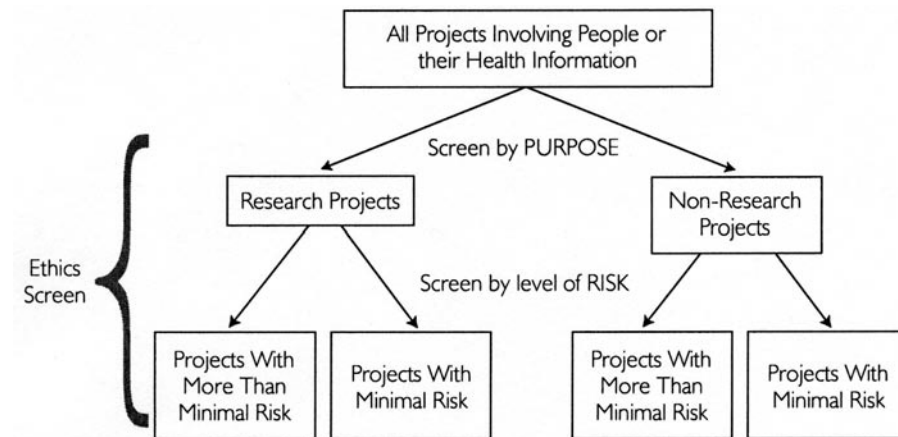 All Projects Involving People or
their Health Information
Screen by PURPOSE
Research Projects
Non-Research
Projects
Ethics
Screen
Screen by level of RISK
Projects With
More Than
Minimal Risk
Projects With
Minimal Risk
Projects With
More Than
Minimal Risk
Projects With
Minimal Risk